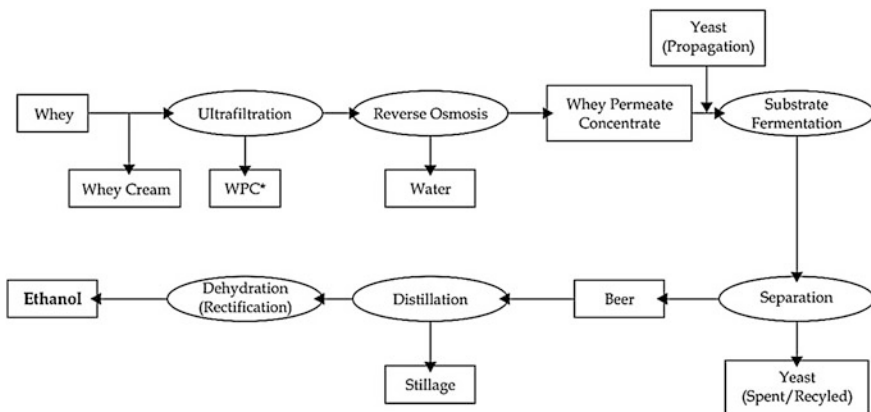 Yeast
(Propagation)
Whey
Ultrafiltration
Reverse Osmosis
Whey Permeate
Concentrate
Substrate
Fermentation
Whey Cream
WPC*
Water
Ethanol
Dehydration
(Rectification)
Distillation
Beer
Separation
Stillage
Yeast
(Spent/Recyled)